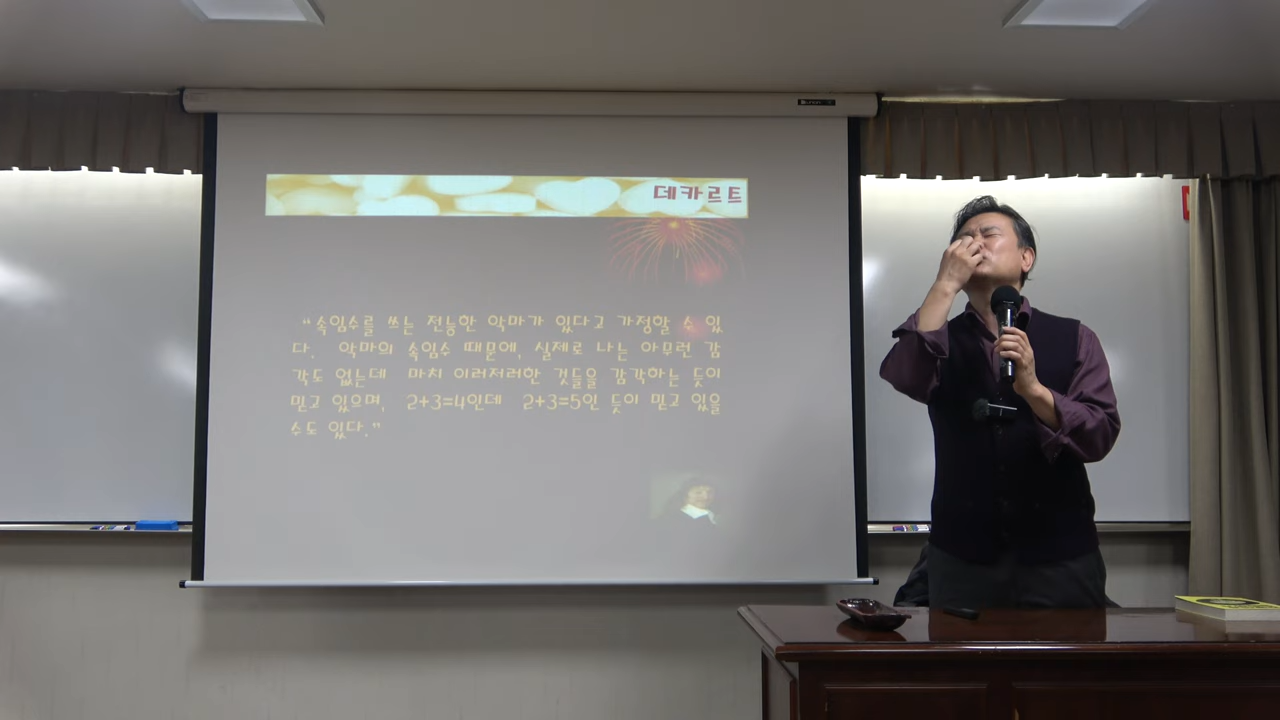 데카르트
“속임수를 쓰는 전능한 악마가 있다고 가정할 수 있
다. 악마의 속임수 때문에, 실제로 나는 아무런 감
각도 없는데 마치 이러저러한 것들을 감각하는 듯이
믿고 있으며, 2+3=4인데 2+3=5인 듯이 믿고 있을
수도 있다.”